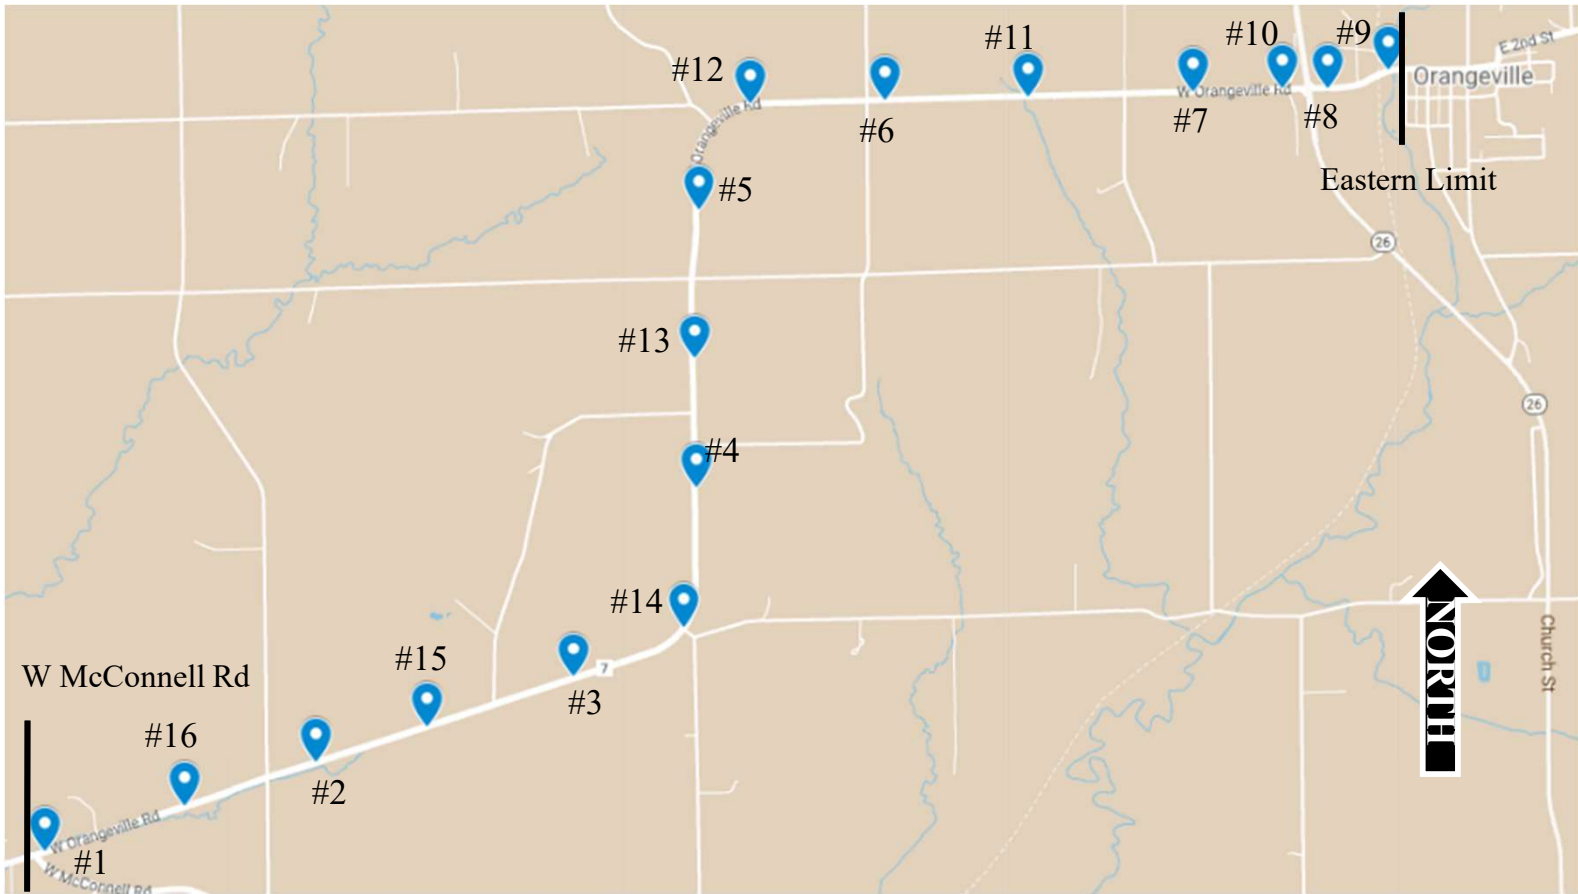 #11
#10
#9
E 2nd St
#12
Orangeville
W Orangeville Rd
Orangeville Rd
#6
#7
#8
Eastern Limit
#5
26
#13
26
#4
#14
NORTH
Church St
#15
7
W McConnell Rd
#3
#16
#2
W Orangeville Rd
#1
W McConnell Rd